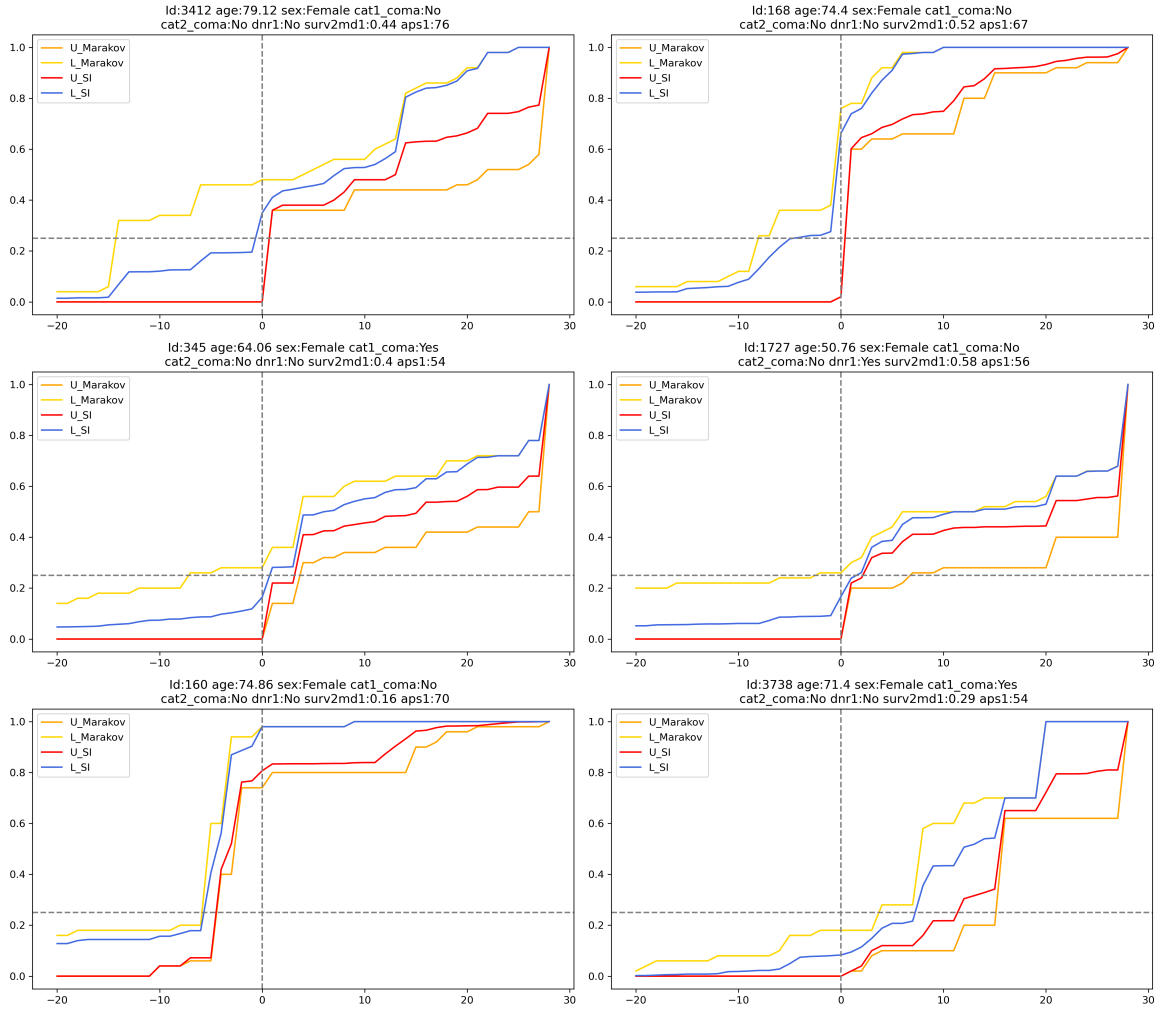 Id:3412 age:79.12 sex:Female cat1_coma:No
cat2_coma:No dnr1:No surv2md1:0.44 aps1:76
U_Marakov
L_Marakov
U_SI
L_SI
1.0
0.8
0.6
0.4
0.2
0.0
−20 −10 0 10 20 30
Id:168 age:74.4 sex:Female cat1_coma:No
cat2_coma:No dnr1:No surv2md1:0.52 aps1:67
U_Marakov
L_Marakov
U_SI
L_SI
1.0
0.8
0.6
0.4
0.2
0.0
−20 −10 0 10 20 30
Id:345 age:64.06 sex:Female cat1_coma:Yes
cat2_coma:No dnr1:No surv2md1:0.4 aps1:54
U_Marakov
L_Marakov
U_SI
L_SI
1.0
0.8
0.6
0.4
0.2
0.0
−20 −10 0 10 20 30
Id:1727 age:50.76 sex:Female cat1_coma:No
cat2_coma:No dnr1:Yes surv2md1:0.58 aps1:56
U_Marakov
L_Marakov
U_SI
L_SI
1.0
0.8
0.6
0.4
0.2
0.0
−20 −10 0 10 20 30
Id:160 age:74.86 sex:Female cat1_coma:No
cat2_coma:No dnr1:No surv2md1:0.16 aps1:70
U_Marakov
L_Marakov
U_SI
L_SI
1.0
0.8
0.6
0.4
0.2
0.0
−20 −10 0 10 20 30
Id:3738 age:71.4 sex:Female cat1_coma:Yes
cat2_coma:No dnr1:No surv2md1:0.29 aps1:54
U_Marakov
L_Marakov
U_SI
L_SI
1.0
0.8
0.6
0.4
0.2
0.0
−20 −10 0 10 20 30